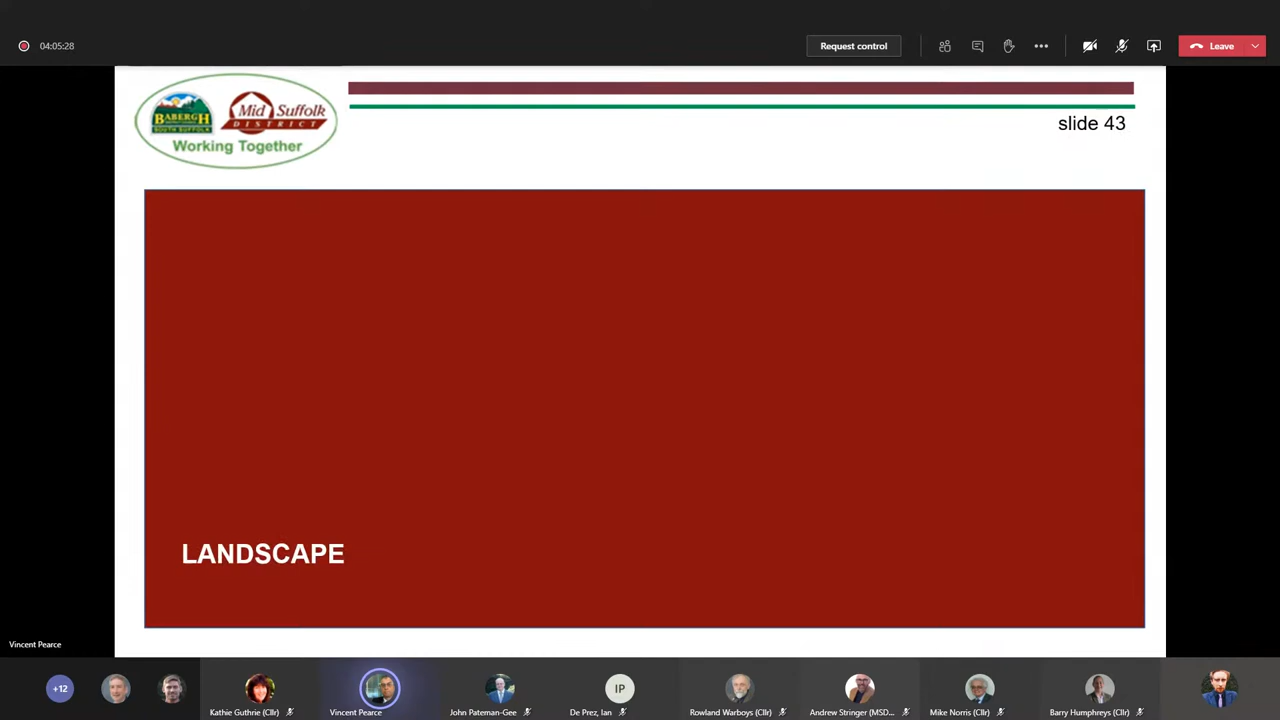 04:05:28
Request control
Leave
BABERGH
SOUTH SUFFOLK
Mid Suffolk
DISTRICT
Working Together
slide 43
LANDSCAPE
Vincent Pearce
+12
Kathie Guthrie (Cllr)
Vincent Pearce
John Pateman-Gee
IP
De Prez, Ian
Rowland Warboys (Cllr)
Andrew Stringer (MSD...
Mike Norris (Cllr)
Barry Humphreys (Cllr)